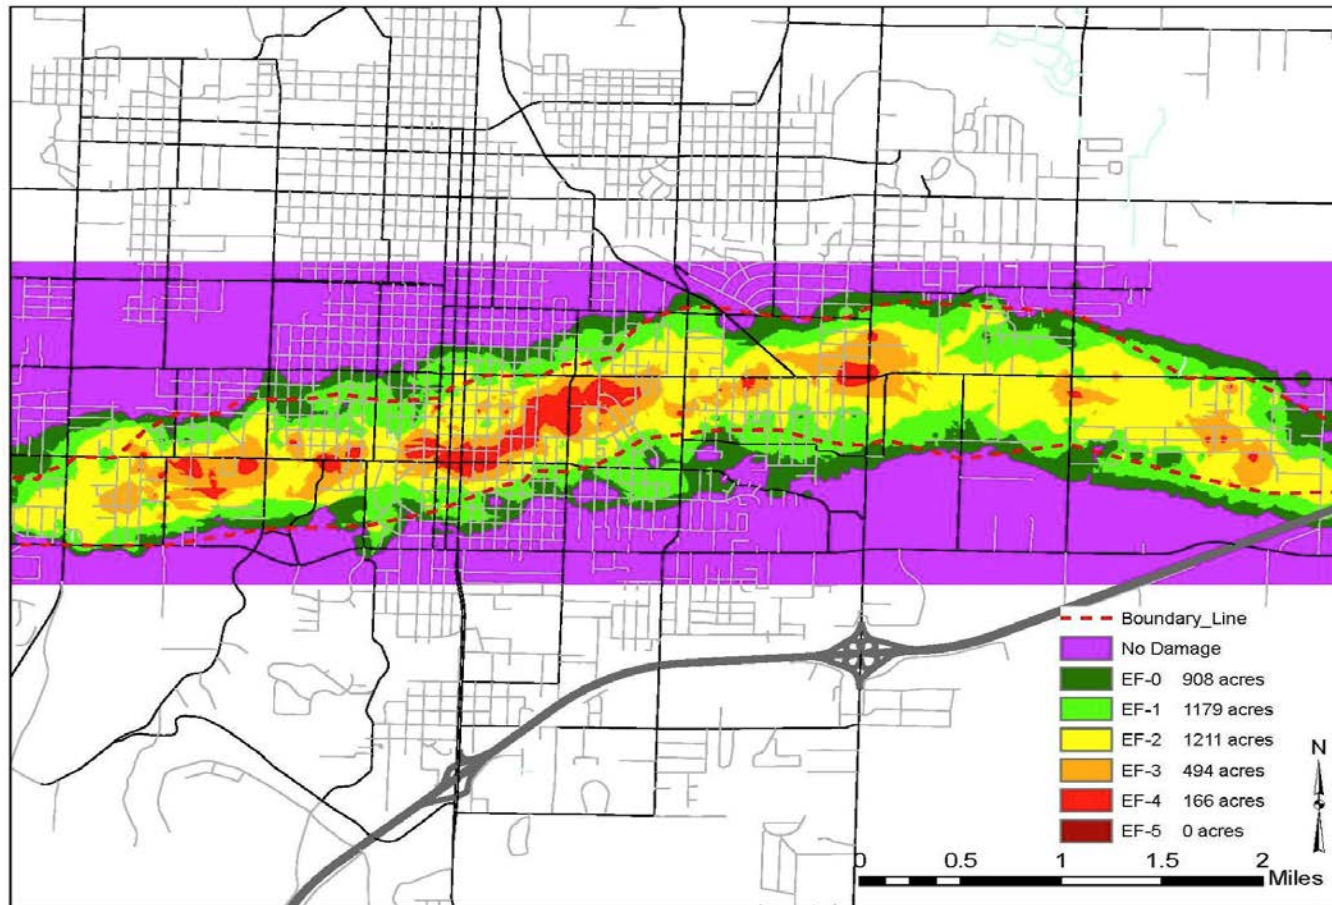 Boundary_Line
No Damage
EF-0 908 acres
EF-1 1179 acres
EF-2 1211 acres
EF-3 494 acres
EF-4 166 acres
EF-5 0 acres
N
0 0.5 1 1.5 2
Miles